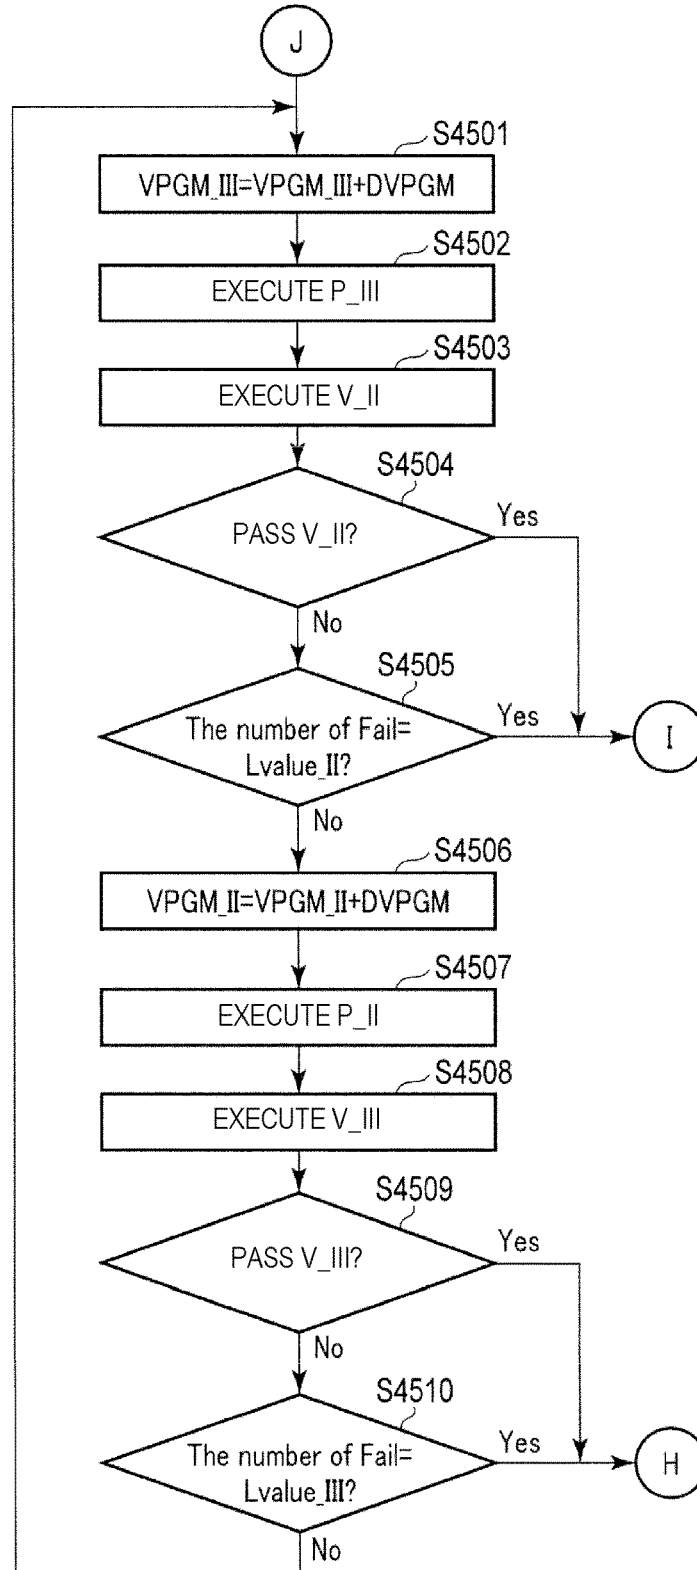 J
S4501
VPGM_III=VPGM_III+DVPGM
S4502
EXECUTE P_III
S4503
EXECUTE V_II
S4504
PASS V_II?
Yes
No
S4505
The number of Fail=
Lvalue_II?
Yes
I
No
S4506
VPGM_II=VPGM_II+DVPGM
S4507
EXECUTE P_II
S4508
EXECUTE V_III
S4509
PASS V_III?
Yes
No
S4510
The number of Fail=
Lvalue_III?
Yes
H
No